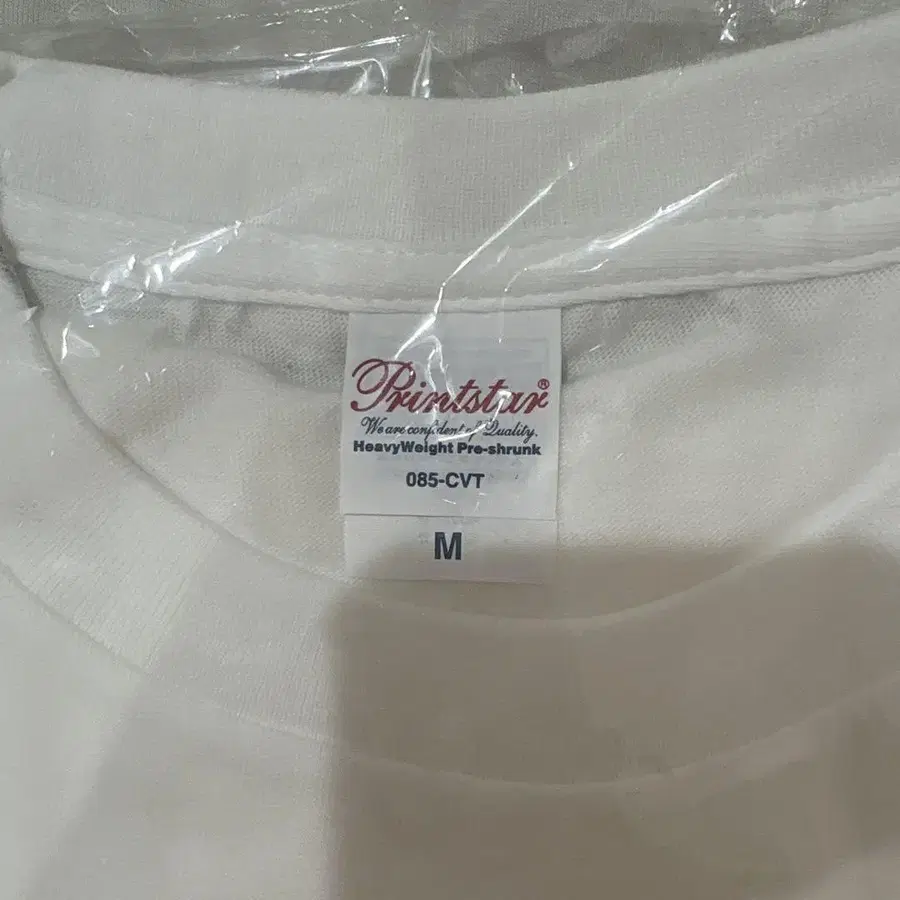 Printstar®
We are confident of Quality.
HeavyWeight Pre-shrunk
085-CVT
M